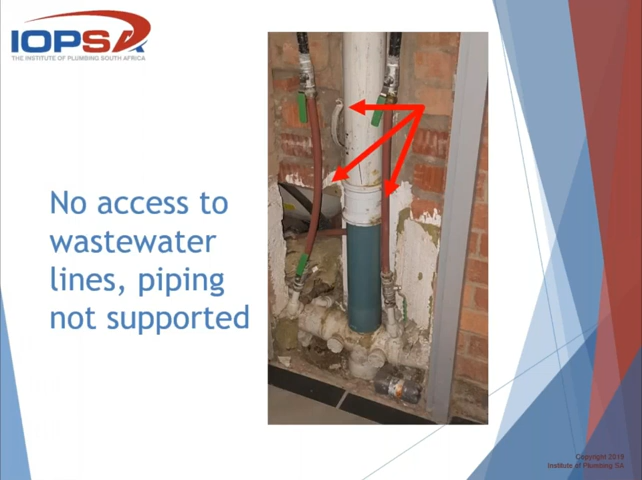 IOPSA
THE INSTITUTE OF PLUMBING SOUTH AFRICA
No access to
wastewater
lines, piping
not supported
Copyright 2019
Institute of Plumbing SA